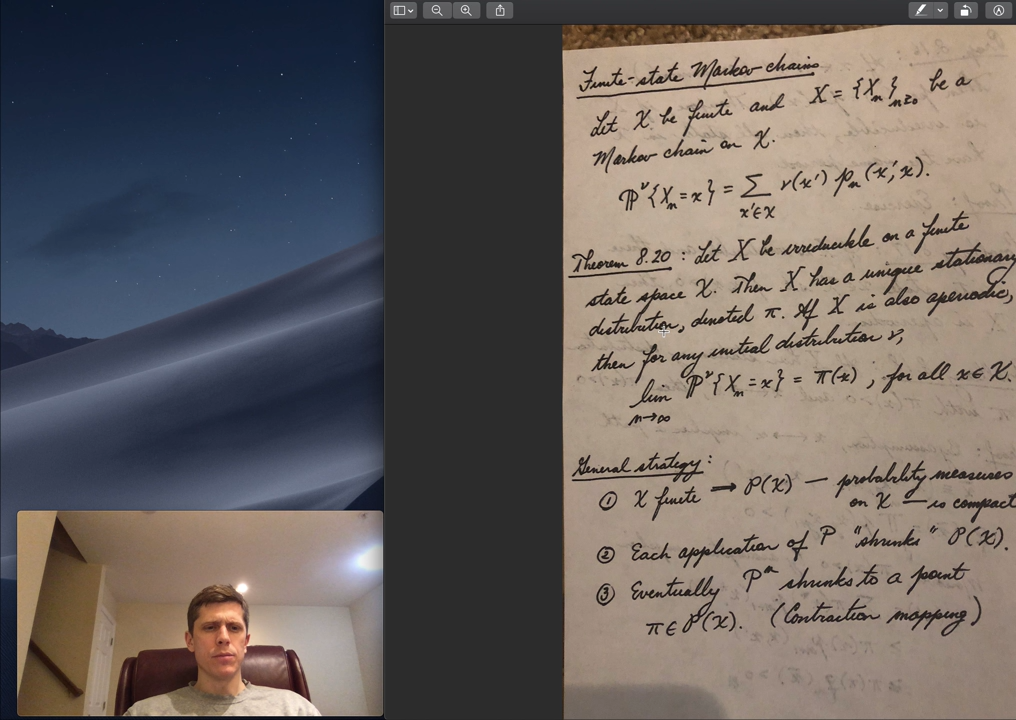 Finite-state Markov chains
Let X be finite and X = {X_n}_{n≥0} be a
Markov chain on X.
ℙ^ν{X_n = x} = Σ_{x'∈X} ν(x') p_n(x', x).
Theorem 8.20 : Let X be irreducible on a finite
state space X. Then X has a unique stationary
distribution, denoted π. If X is also aperiodic,
then for any initial distribution ν,
lim_{n→∞} ℙ^ν{X_n = x} = π(x), for all x ∈ X.
General strategy :
① X finite → P(X) — probability measures
on X — is compact
② Each application of P "shrinks" P(X).
③ Eventually P^n shrinks to a point
π ∈ P(X). (Contraction mapping)